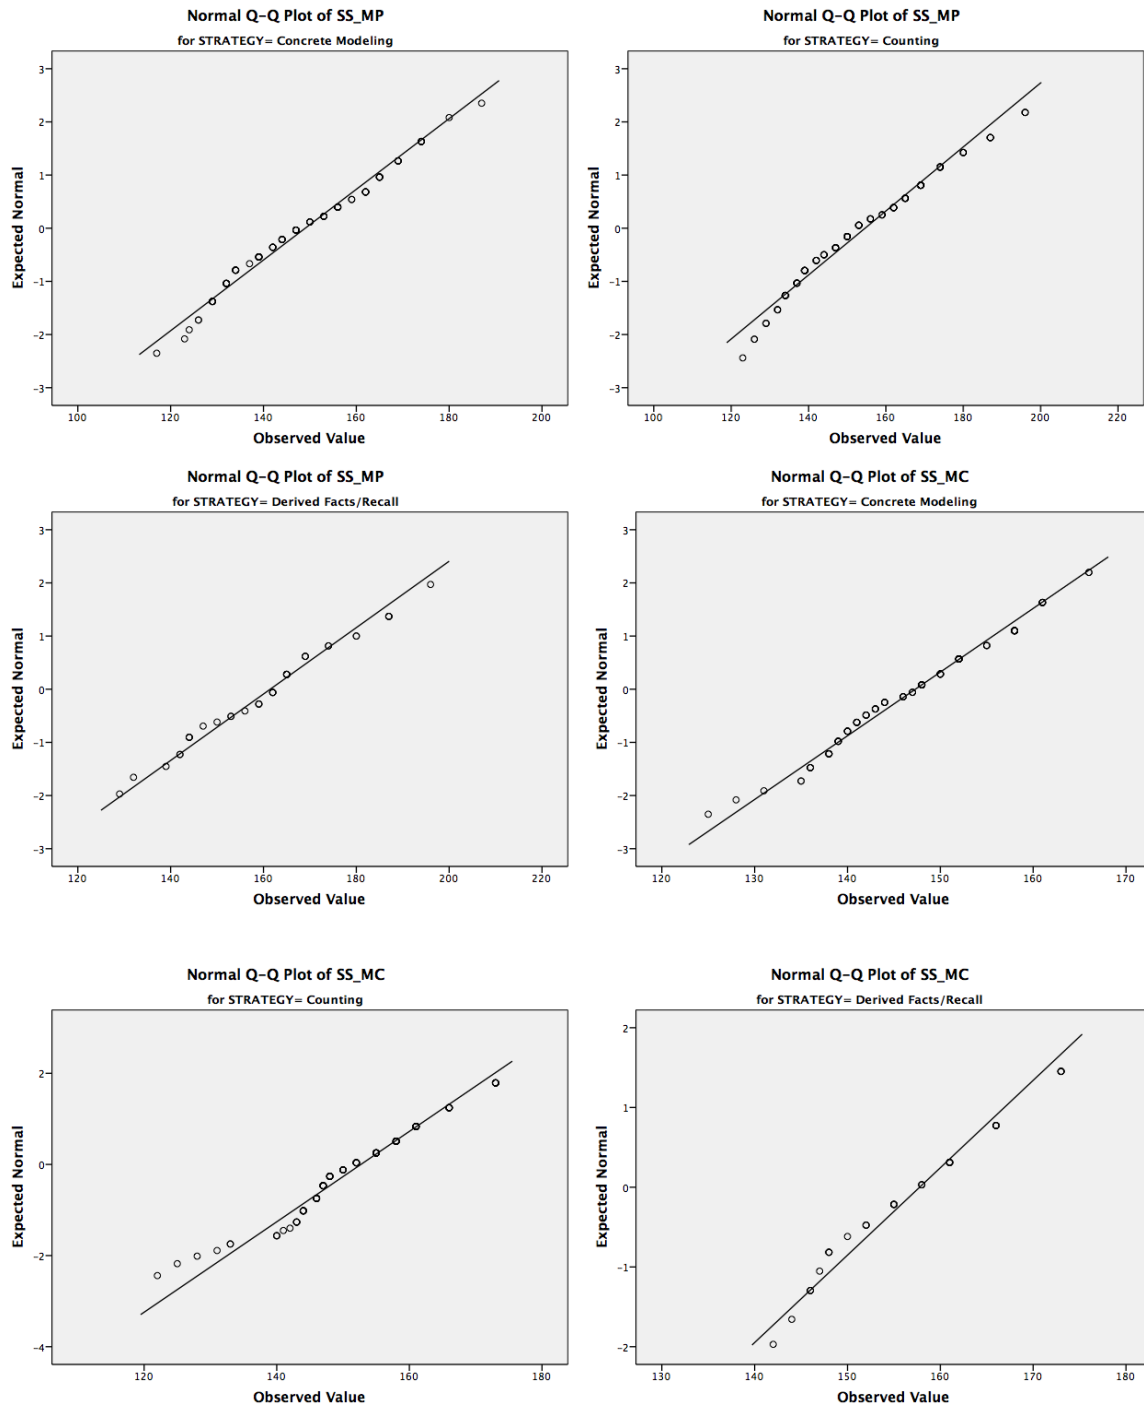 Normal Q-Q Plot of SS_MP
for STRATEGY= Concrete Modeling
3
2
1
0
-1
-2
-3
Expected Normal
100 120 140 160 180 200
Observed Value
Normal Q-Q Plot of SS_MP
for STRATEGY= Counting
3
2
1
0
-1
-2
-3
Expected Normal
100 120 140 160 180 200 220
Observed Value
Normal Q-Q Plot of SS_MP
for STRATEGY= Derived Facts/Recall
3
2
1
0
-1
-2
-3
Expected Normal
120 140 160 180 200 220
Observed Value
Normal Q-Q Plot of SS_MC
for STRATEGY= Concrete Modeling
3
2
1
0
-1
-2
-3
Expected Normal
120 130 140 150 160 170
Observed Value
Normal Q-Q Plot of SS_MC
for STRATEGY= Counting
2
0
-2
-4
Expected Normal
120 140 160 180
Observed Value
Normal Q-Q Plot of SS_MC
for STRATEGY= Derived Facts/Recall
2
1
0
-1
-2
Expected Normal
130 140 150 160 170 180
Observed Value